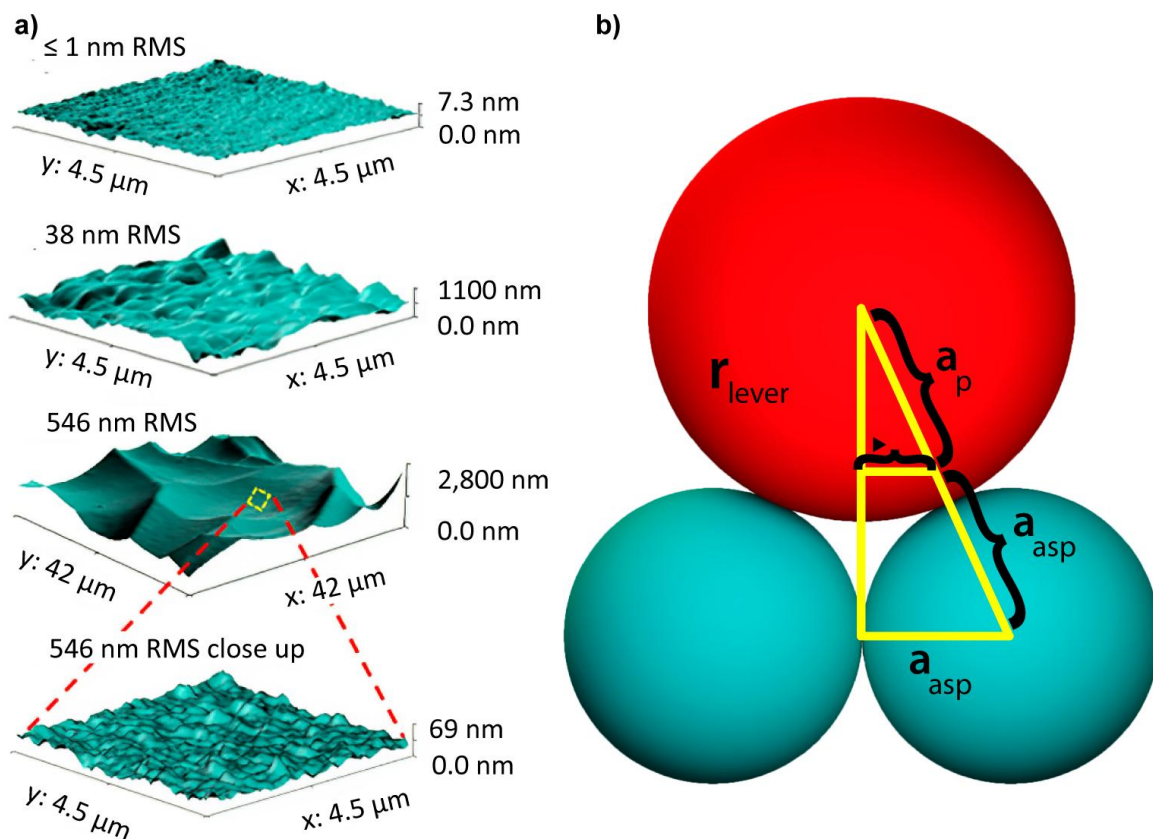 a)
≤ 1 nm RMS
7.3 nm
0.0 nm
y: 4.5 µm
x: 4.5 µm
38 nm RMS
1100 nm
0.0 nm
y: 4.5 µm
x: 4.5 µm
546 nm RMS
2,800 nm
0.0 nm
y: 42 µm
x: 42 µm
546 nm RMS close up
69 nm
0.0 nm
y: 4.5 µm
x: 4.5 µm
b)
r lever
a p
a asp
a asp